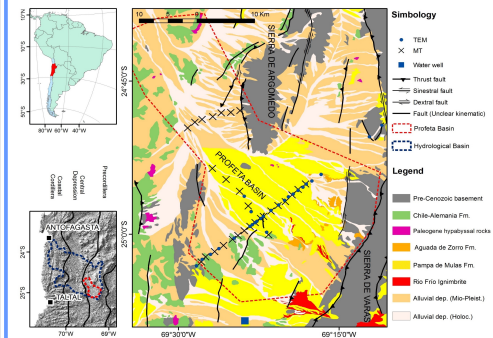 10
0
10 Km
SIERRA DE ARGOMEDO
PROFETA BASIN
SIERRA DE VARAS
24°45'0"S
25°0'0"S
69°30'0"W
69°15'0"W
80°W 60°W 40°W
Coastal Cordillera
Central Depression
Precordillera
ANTOFAGASTA
TALTAL
70°W
69°W
Simbology
TEM
MT
Water well
Thrust fault
Sinestral fault
Dextral fault
Fault (Unclear kinematic)
Profeta Basin
Hydrological Basin
Legend
Pre-Cenozoic basement
Chile-Alemania Fm.
Paleogene hypabyssal rocks
Aguada de Zorro Fm.
Pampa de Mulas Fm.
Río Frío Ignimbrite
Alluvial dep. (Mio-Pleist.)
Alluvial dep. (Holoc.)